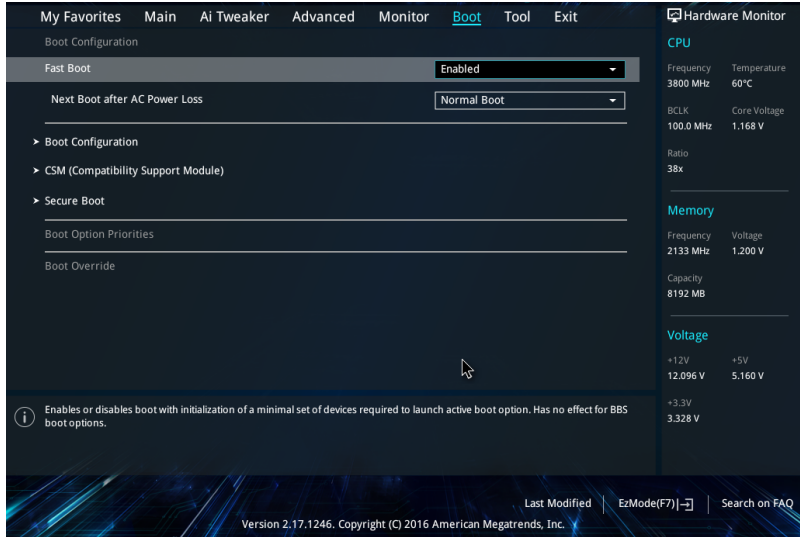 My Favorites Main Ai Tweaker Advanced Monitor Boot Tool Exit
Boot Configuration
Fast Boot Enabled
Next Boot after AC Power Loss Normal Boot
> Boot Configuration
> CSM (Compatibility Support Module)
> Secure Boot
Boot Option Priorities
Boot Override
Hardware Monitor
CPU
Frequency Temperature
3800 MHz 60°C
BCLK Core Voltage
100.0 MHz 1.168 V
Ratio
38x
Memory
Frequency Voltage
2133 MHz 1.200 V
Capacity
8192 MB
Voltage
+12V +5V
12.096 V 5.160 V
+3.3V
3.328 V
Enables or disables boot with initialization of a minimal set of devices required to launch active boot option. Has no effect for BBS
boot options.
Last Modified EzMode(F7) Search on FAQ
Version 2.17.1246. Copyright (C) 2016 American Megatrends, Inc.